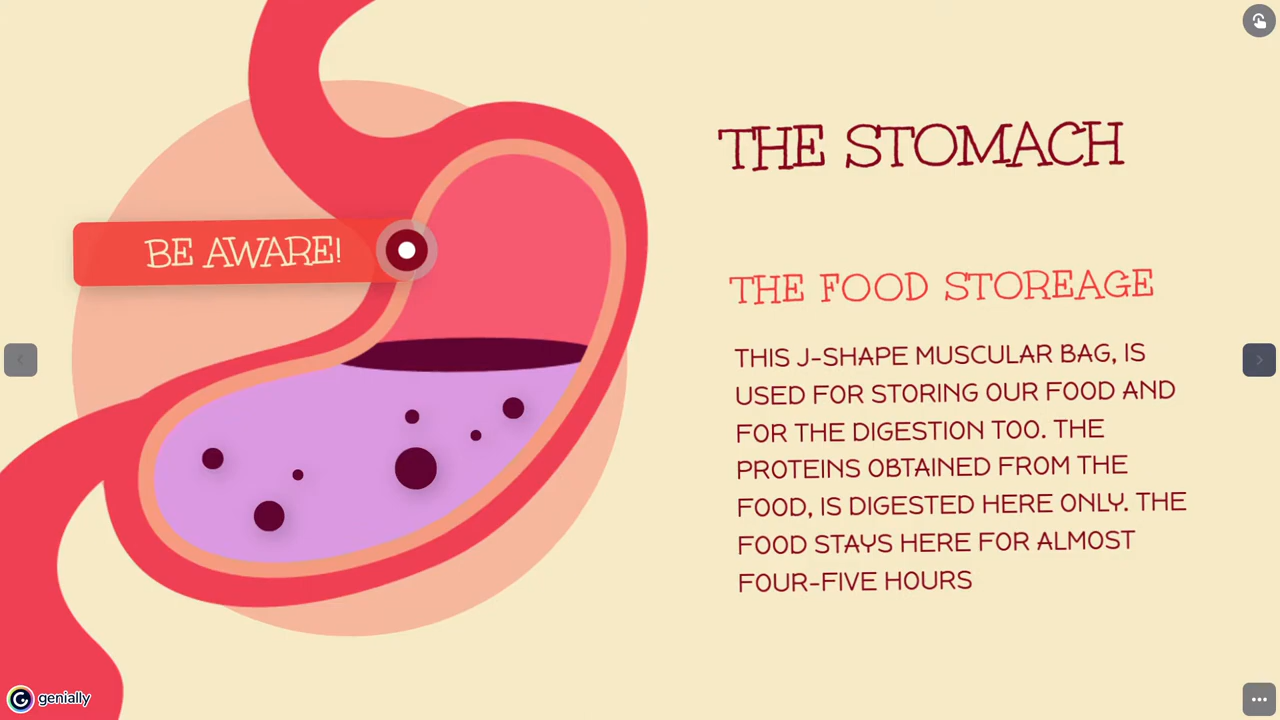 THE STOMACH
BE AWARE!
THE FOOD STOREAGE
THIS J-SHAPE MUSCULAR BAG, IS
USED FOR STORING OUR FOOD AND
FOR THE DIGESTION TOO. THE
PROTEINS OBTAINED FROM THE
FOOD, IS DIGESTED HERE ONLY. THE
FOOD STAYS HERE FOR ALMOST
FOUR-FIVE HOURS
genially